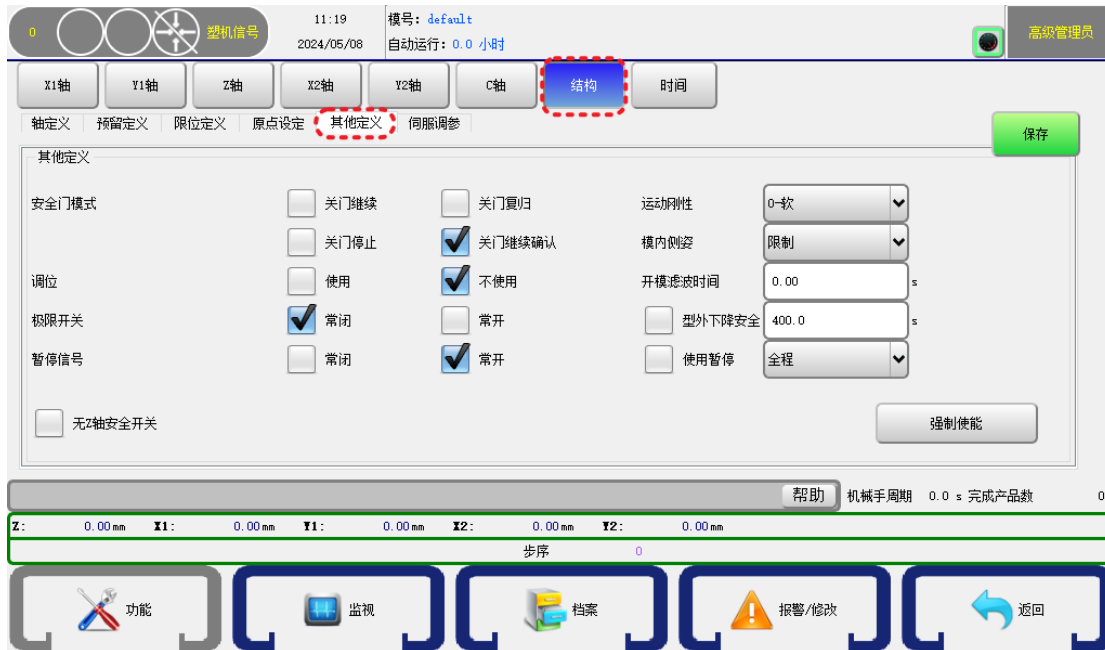 0 塑机信号 11:19 模号: default 高级管理员
2024/05/08 自动运行: 0.0 小时
X1轴 Y1轴 Z轴 X2轴 Y2轴 C轴 结构 时间
轴定义 预留定义 限位定义 原点设定 其他定义 伺服调参 保存
其他定义
安全门模式 关门继续 关门复归 运动刚性 0-软
关门停止 关门继续确认 模内侧姿 限制
调位 使用 不使用 开模滤波时间 0.00 s
极限开关 常闭 常开 型外下降安全 400.0 s
暂停信号 常闭 常开 使用暂停 全程
无Z轴安全开关 强制使能
帮助 机械手周期 0.0 s 完成产品数 0
Z: 0.00mm X1: 0.00mm Y1: 0.00mm X2: 0.00mm Y2: 0.00mm
步序 0
功能 监视 档案 报警/修改 返回